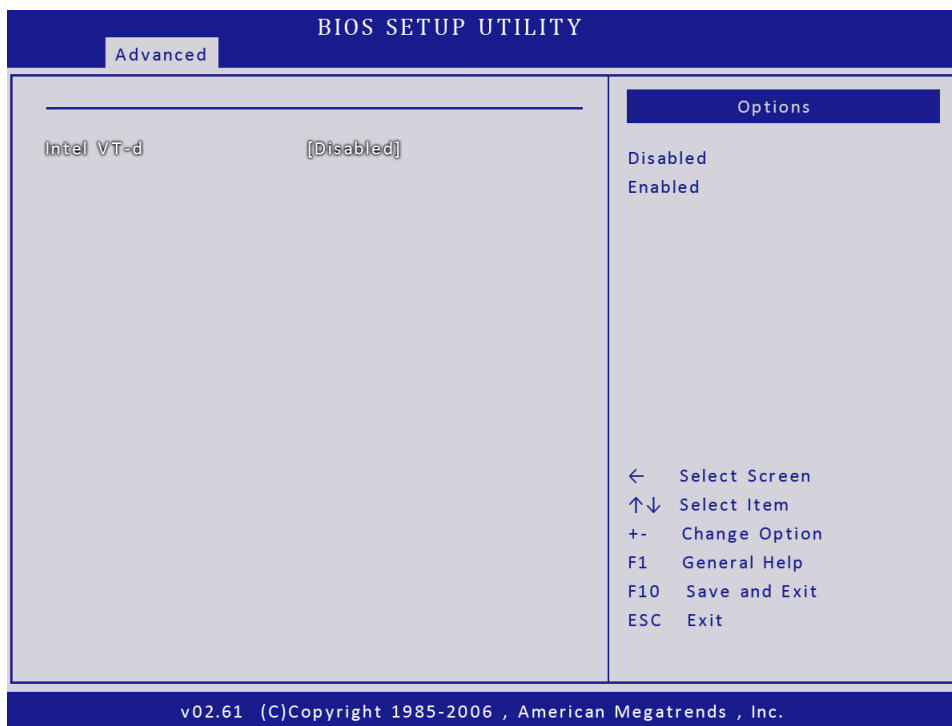 BIOS SETUP UTILITY
Advanced
Intel VT-d [Disabled]
Options
Disabled
Enabled
← Select Screen
↑↓ Select Item
+- Change Option
F1 General Help
F10 Save and Exit
ESC Exit
v02.61 (C)Copyright 1985-2006 , American Megatrends , Inc.